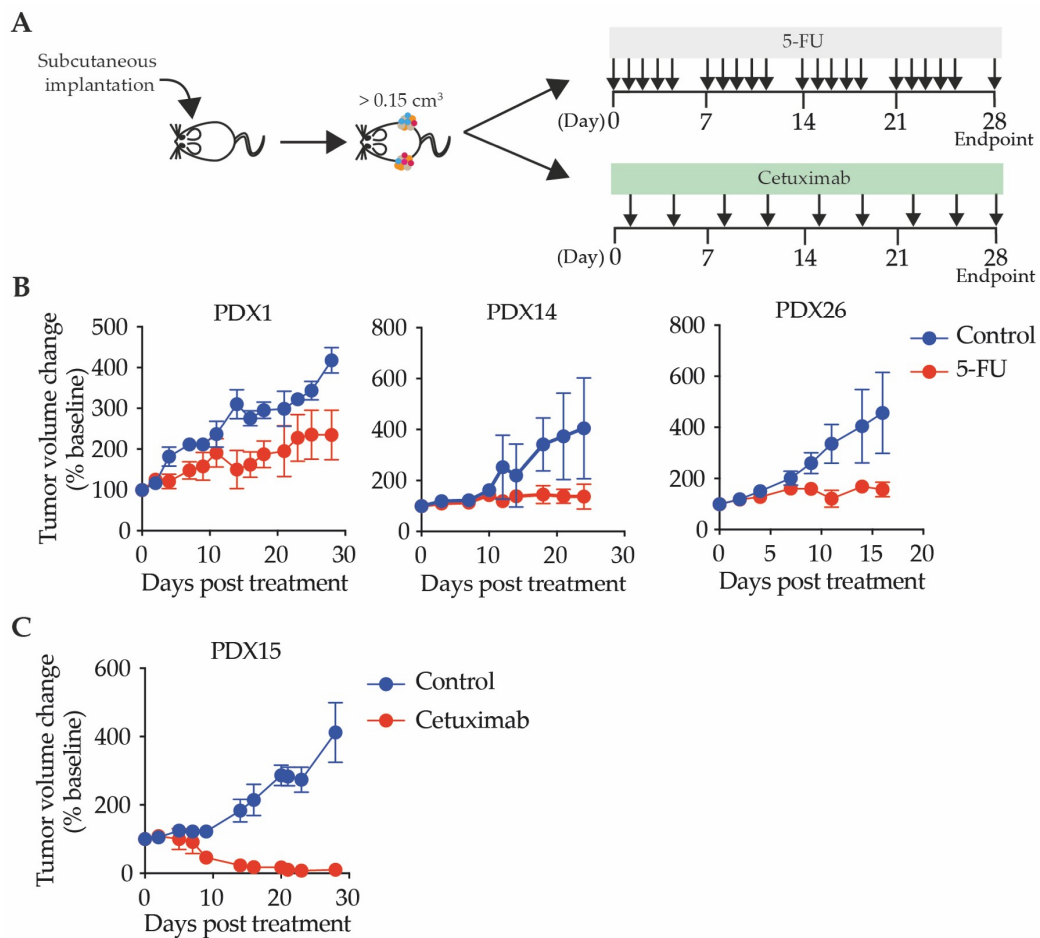 A
Subcutaneous
implantation
> 0.15 cm³
5-FU
(Day) 0 7 14 21 28
Endpoint
Cetuximab
(Day) 0 7 14 21 28
Endpoint
B
PDX1
Tumor volume change
(% baseline)
500
400
300
200
100
0
0 10 20 30
Days post treatment
PDX14
800
600
400
200
0
0 10 20 30
Days post treatment
PDX26
800
600
400
200
0
0 5 10 15 20
Days post treatment
Control
5-FU
C
PDX15
Tumor volume change
(% baseline)
600
400
200
0
0 10 20 30
Days post treatment
Control
Cetuximab